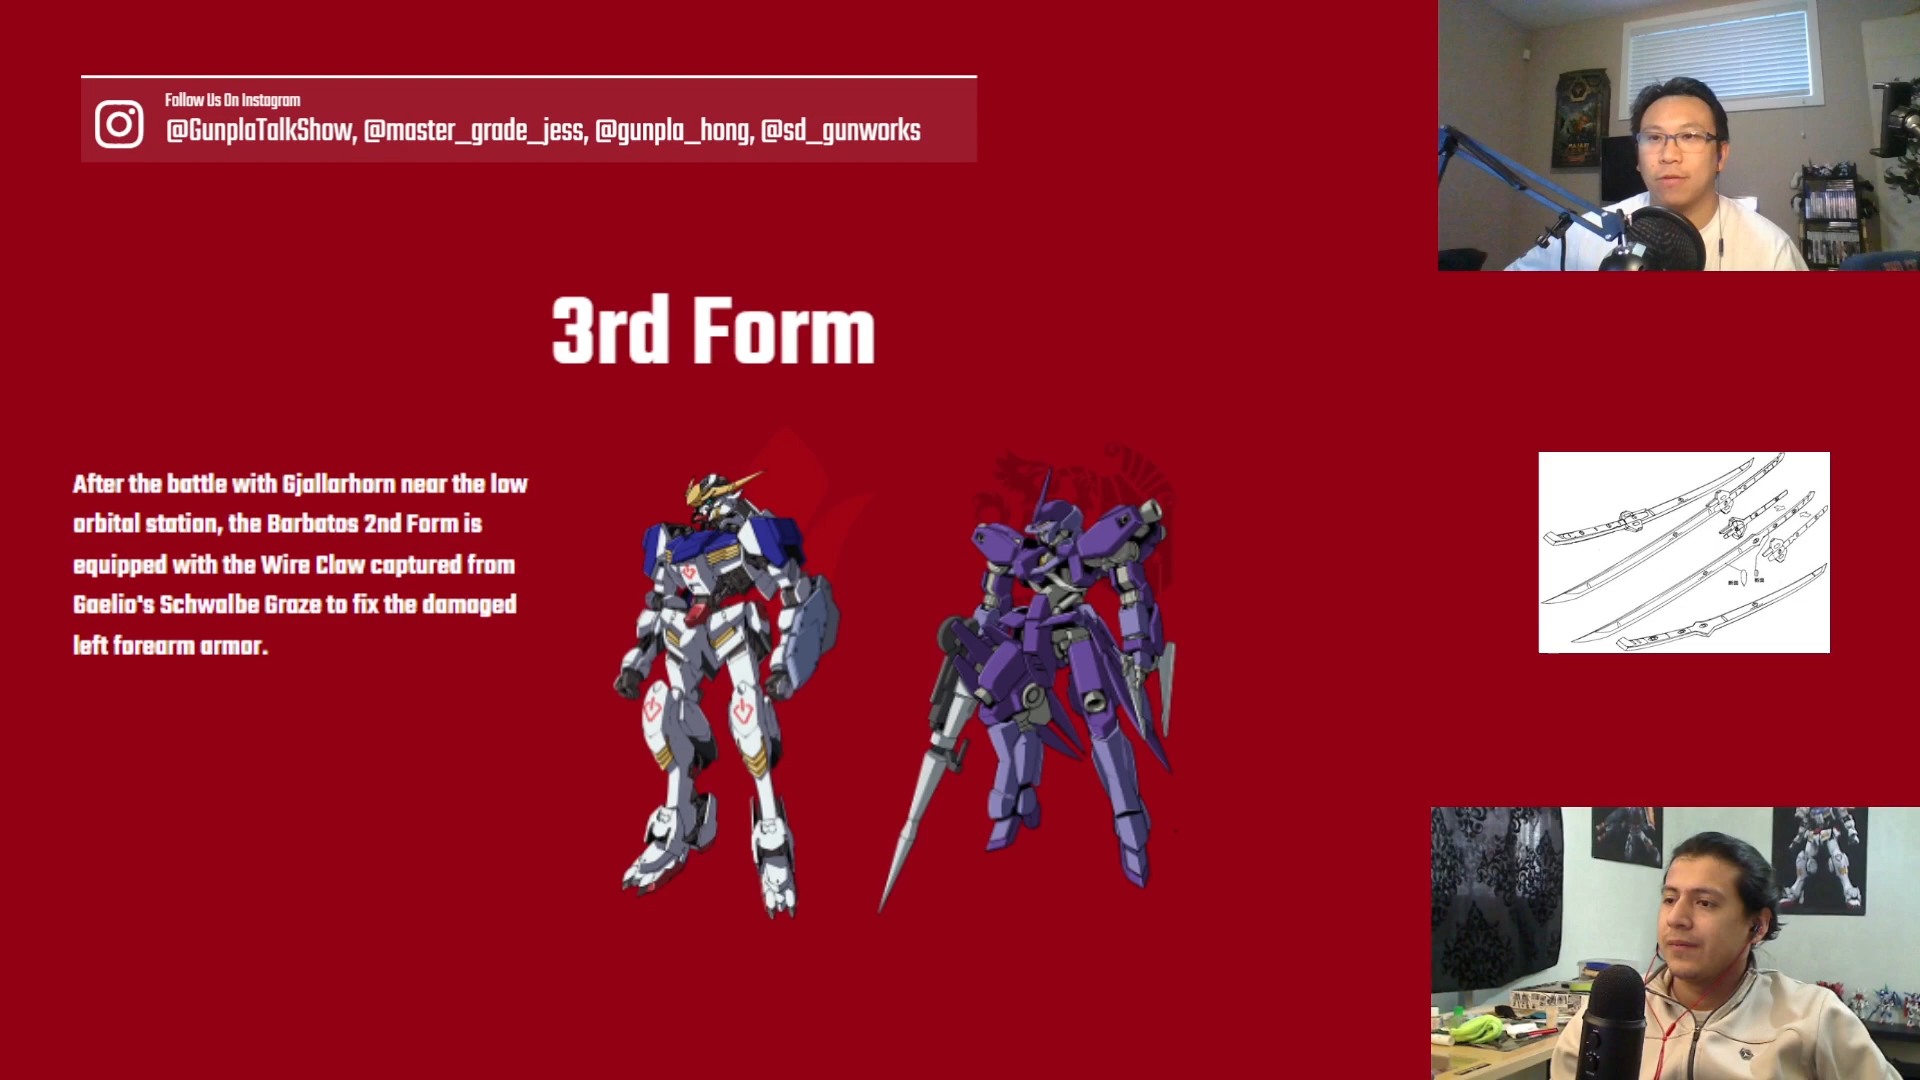 Follow Us On Instagram
@GunplaTalkShow, @master_grade_jess, @gunpla_hong, @sd_gunworks
3rd Form
After the battle with Gjallarhorn near the low
orbital station, the Barbatos 2nd Form is
equipped with the Wire Claw captured from
Gaelio's Schwalbe Graze to fix the damaged
left forearm armor.